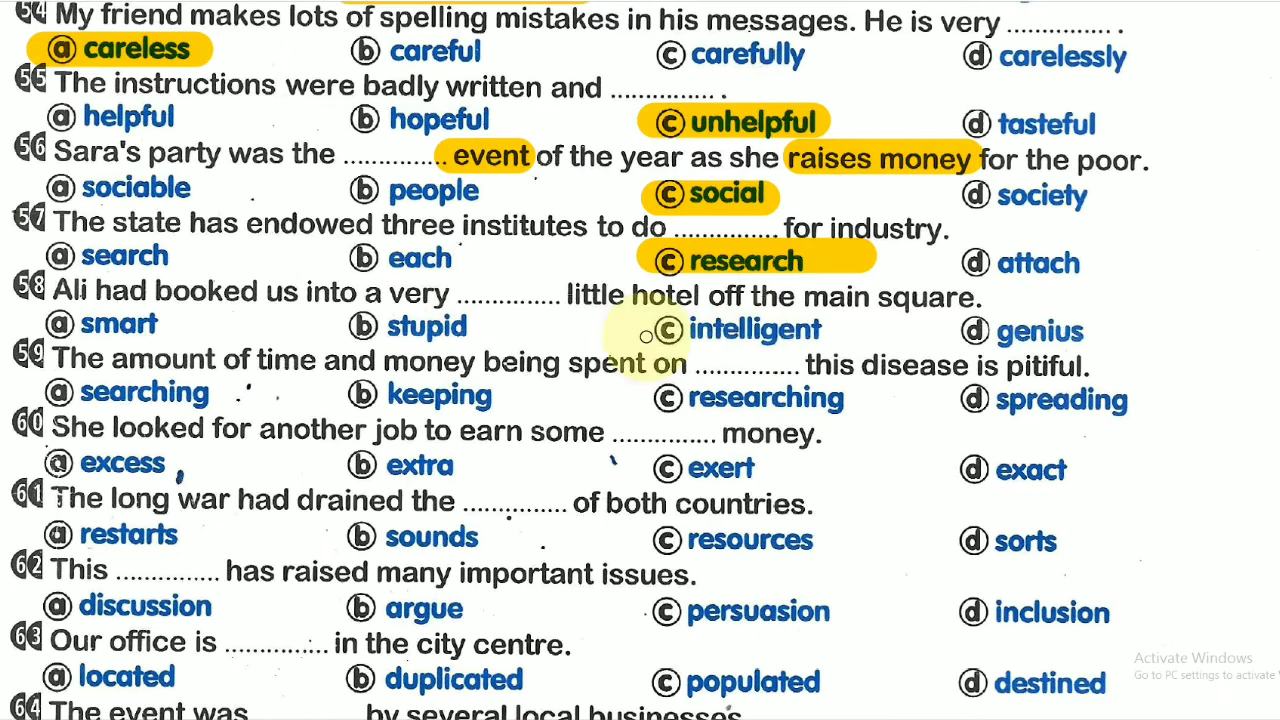 54 My friend makes lots of spelling mistakes in his messages. He is very ............... .
a careless b careful c carefully d carelessly
55 The instructions were badly written and ............... .
a helpful b hopeful c unhelpful d tasteful
56 Sara's party was the ............... event of the year as she raises money for the poor.
a sociable b people c social d society
57 The state has endowed three institutes to do ............... for industry.
a search b each c research d attach
58 Ali had booked us into a very ............... little hotel off the main square.
a smart b stupid c intelligent d genius
59 The amount of time and money being spent on ............... this disease is pitiful.
a searching b keeping c researching d spreading
60 She looked for another job to earn some ............... money.
a excess b extra c exert d exact
61 The long war had drained the ............... of both countries.
a restarts b sounds c resources d sorts
62 This ............... has raised many important issues.
a discussion b argue c persuasion d inclusion
63 Our office is ............... in the city centre.
a located b duplicated c populated d destined
64 The event was ............... by several local businesses.
Activate Windows
Go to PC settings to activate